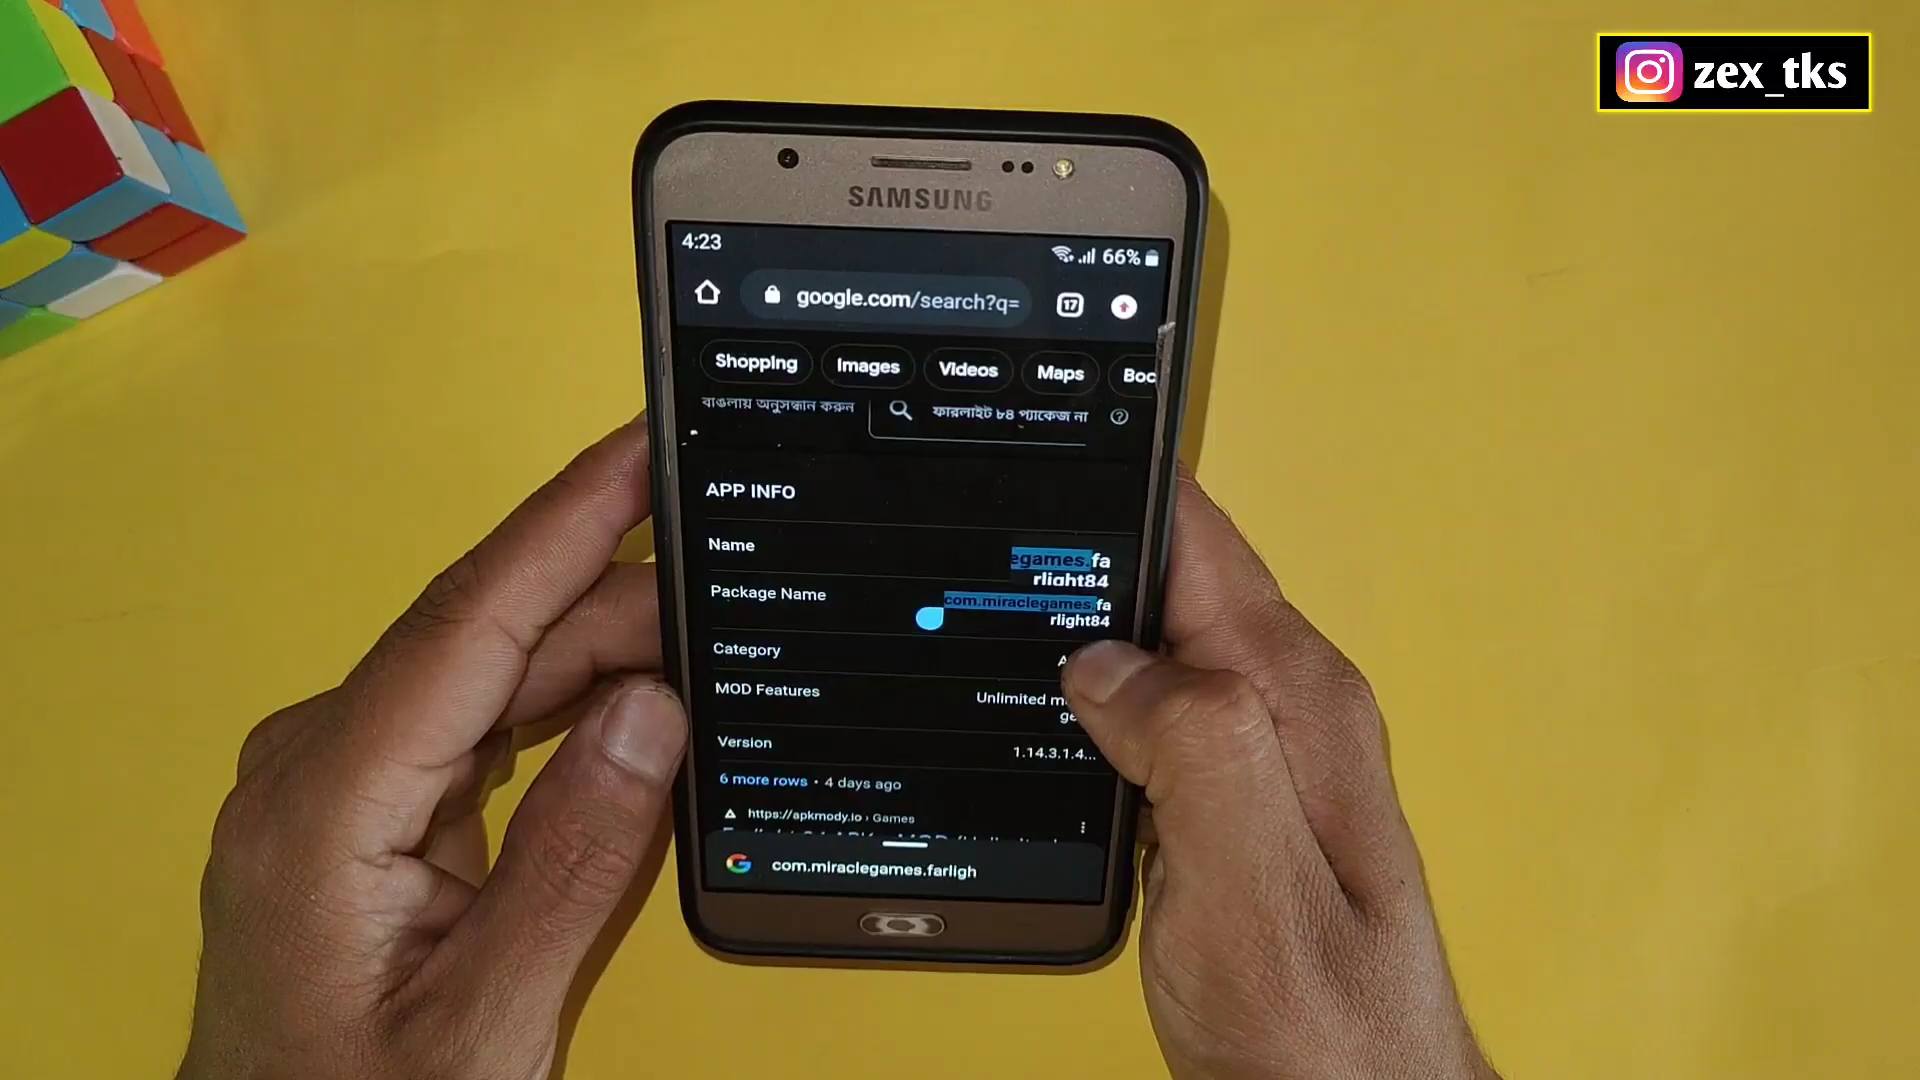 zex_tks
SAMSUNG
4:23
66%
google.com/search?q=
17
Shopping
Images
Videos
Maps
Boc
বাঙলায় অনুসন্ধান করুন
ফারলাইট ৮৪ প্যাকেজ না
APP INFO
Name
egames.fa
rlight84
Package Name
com.miraclegames.fa
rlight84
Category
MOD Features
Unlimited
Version
1.14.3.1.4...
6 more rows • 4 days ago
https://apkmody.io › Games
com.miraclegames.farligh